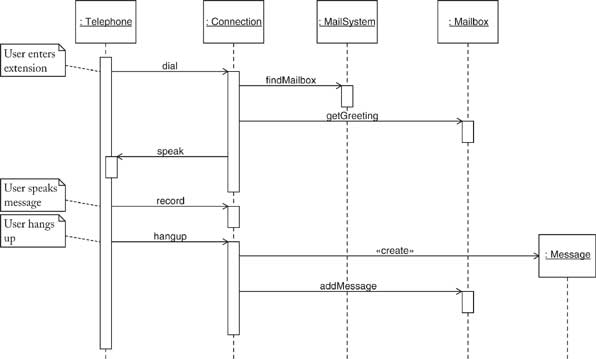 : Telephone
: Connection
: MailSystem
: Mailbox
User enters
extension
dial
findMailbox
getGreeting
speak
User speaks
message
record
User hangs
up
hangup
«create»
: Message
addMessage